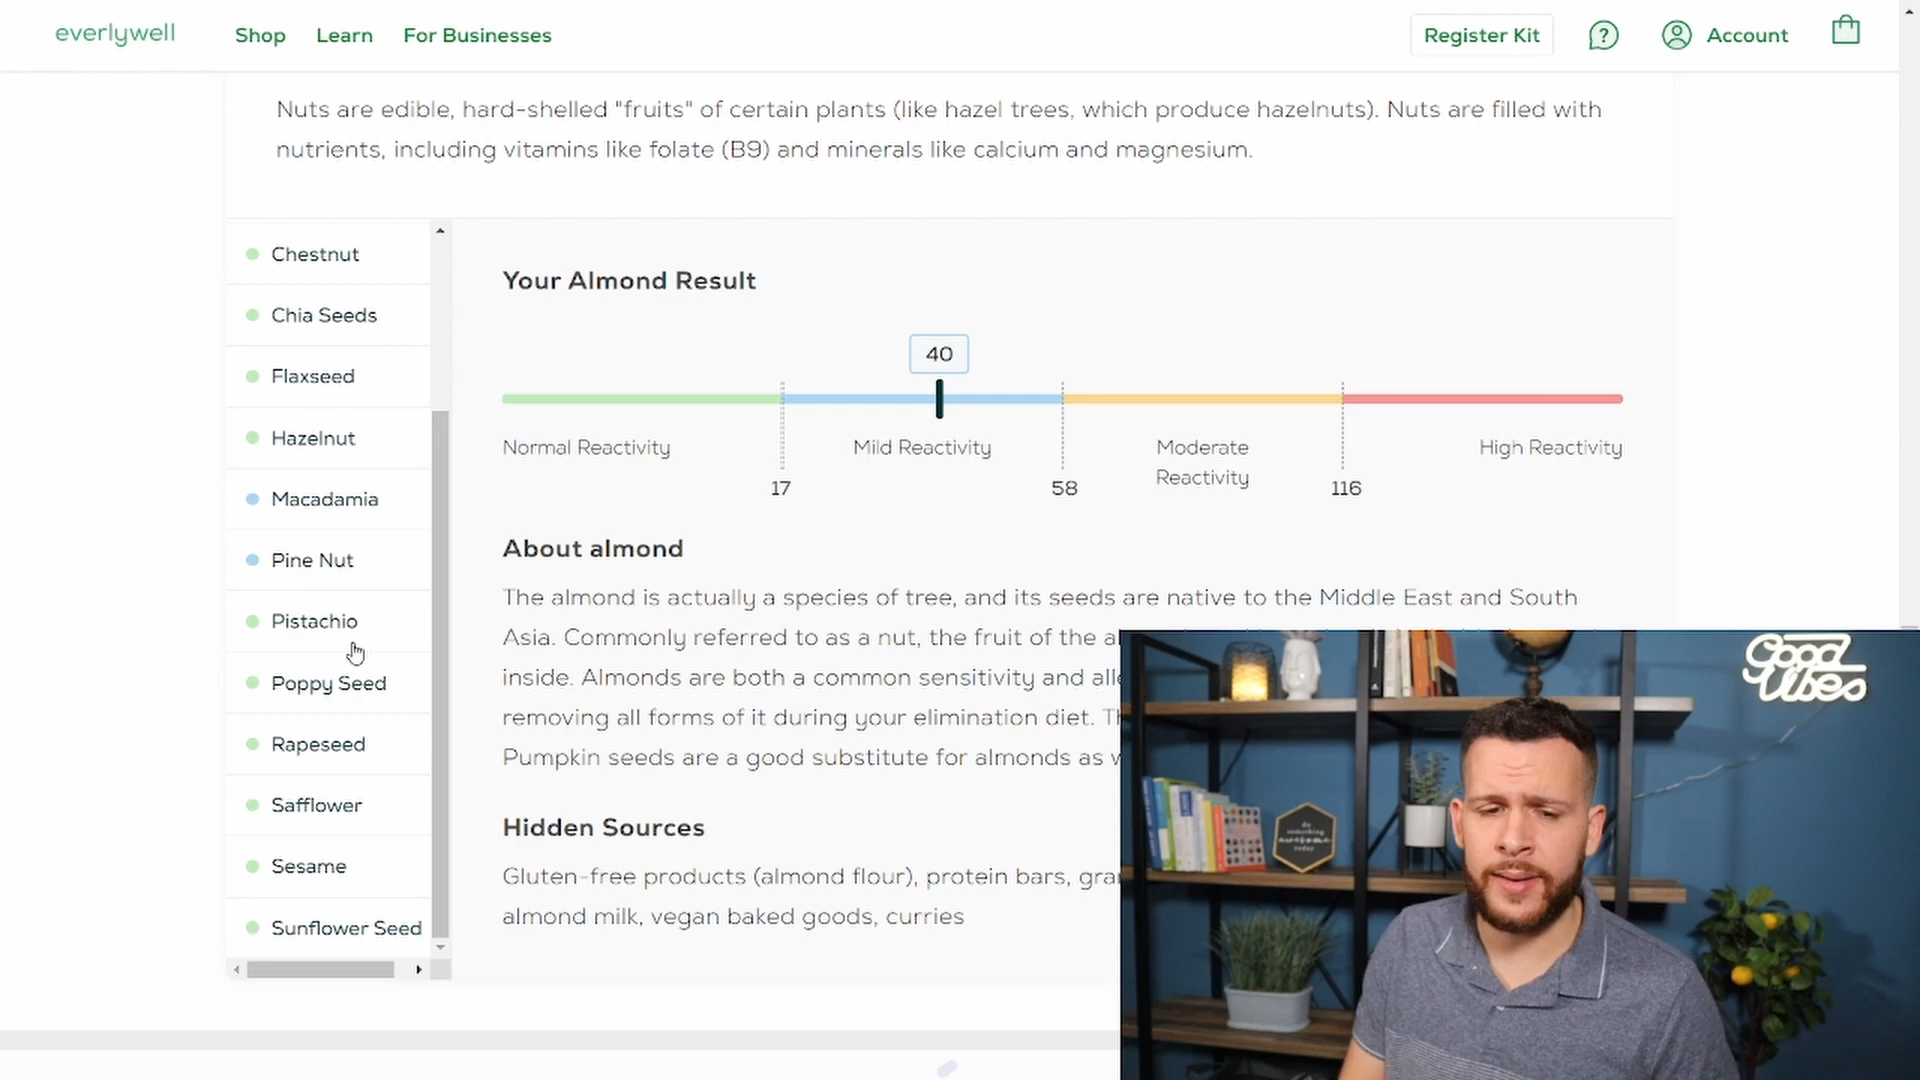 everlywell
Shop
Learn
For Businesses
Register Kit
Account
Nuts are edible, hard-shelled "fruits" of certain plants (like hazel trees, which produce hazelnuts). Nuts are filled with
nutrients, including vitamins like folate (B9) and minerals like calcium and magnesium.
Chestnut
Chia Seeds
Flaxseed
Hazelnut
Macadamia
Pine Nut
Pistachio
Poppy Seed
Rapeseed
Safflower
Sesame
Sunflower Seed
Your Almond Result
40
Normal Reactivity
Mild Reactivity
Moderate
Reactivity
High Reactivity
17
58
116
About almond
The almond is actually a species of tree, and its seeds are native to the Middle East and South
Asia. Commonly referred to as a nut, the fruit of the
inside. Almonds are both a common sensitivity and
removing all forms of it during your elimination diet.
Pumpkin seeds are a good substitute for almonds as
Hidden Sources
Gluten-free products (almond flour), protein bars,
almond milk, vegan baked goods, curries
Good
Vibes
do
something
awesome
today